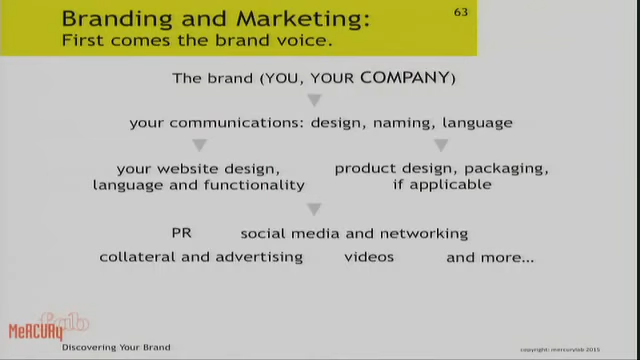 Branding and Marketing:
63
First comes the brand voice.
The brand (YOU, YOUR COMPANY)
your communications: design, naming, language
your website design,
language and functionality
product design, packaging,
if applicable
PR
social media and networking
collateral and advertising
videos
and more...
MeRCURy
lab
Discovering Your Brand
copyright: mercurylab 2015